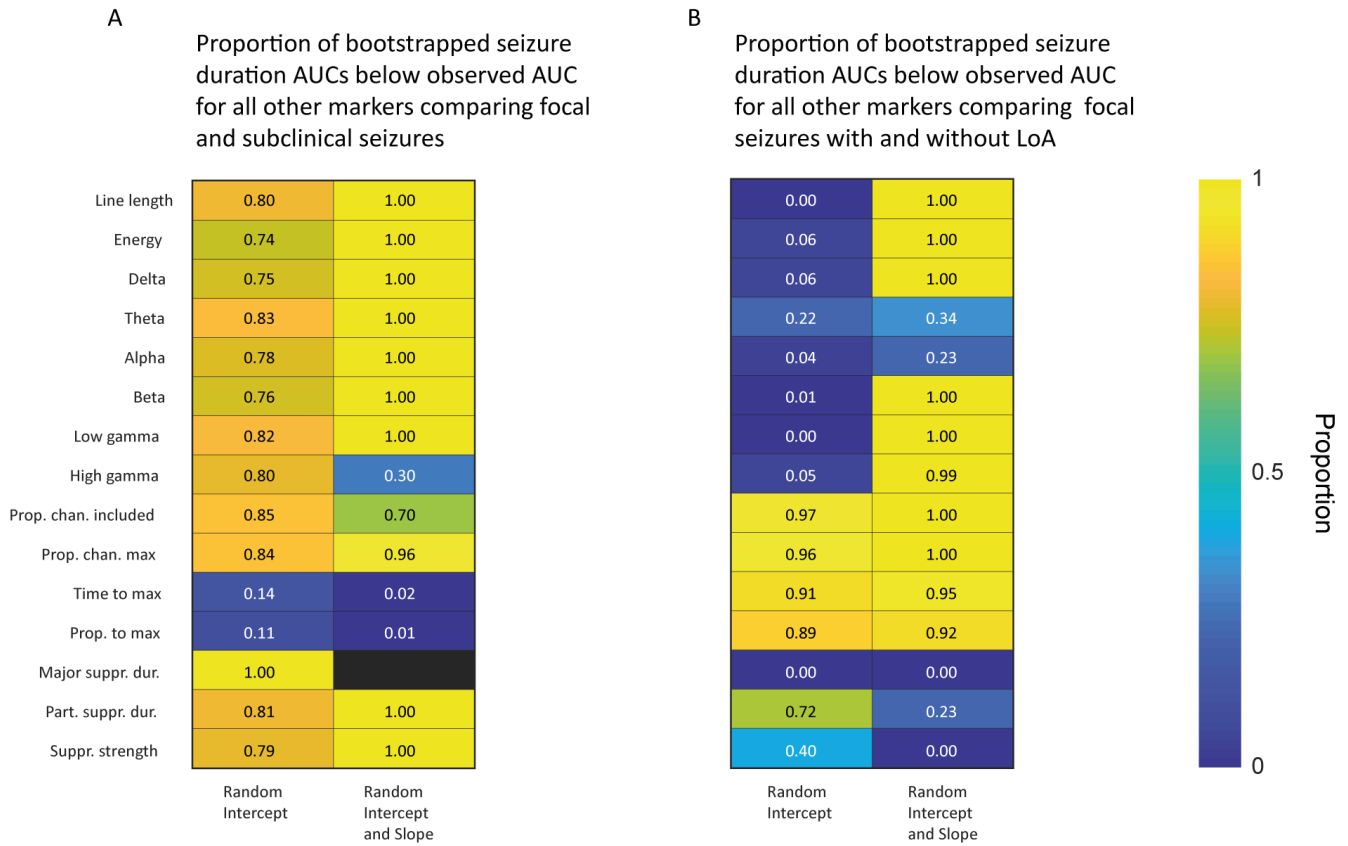 A
Proportion of bootstrapped seizure
duration AUCs below observed AUC
for all other markers comparing focal
and subclinical seizures
B
Proportion of bootstrapped seizure
duration AUCs below observed AUC
for all other markers comparing focal
seizures with and without LoA
Line length 0.80 1.00 0.00 1.00
Energy 0.74 1.00 0.06 1.00
Delta 0.75 1.00 0.06 1.00
Theta 0.83 1.00 0.22 0.34
Alpha 0.78 1.00 0.04 0.23
Beta 0.76 1.00 0.01 1.00
Low gamma 0.82 1.00 0.00 1.00
High gamma 0.80 0.30 0.05 0.99
Prop. chan. included 0.85 0.70 0.97 1.00
Prop. chan. max 0.84 0.96 0.96 1.00
Time to max 0.14 0.02 0.91 0.95
Prop. to max 0.11 0.01 0.89 0.92
Major suppr. dur. 1.00 0.00 0.00
Part. suppr. dur. 0.81 1.00 0.72 0.23
Suppr. strength 0.79 1.00 0.40 0.00
Random
Intercept
Random
Intercept
and Slope
Random
Intercept
Random
Intercept
and Slope
1
0.5
0
Proportion